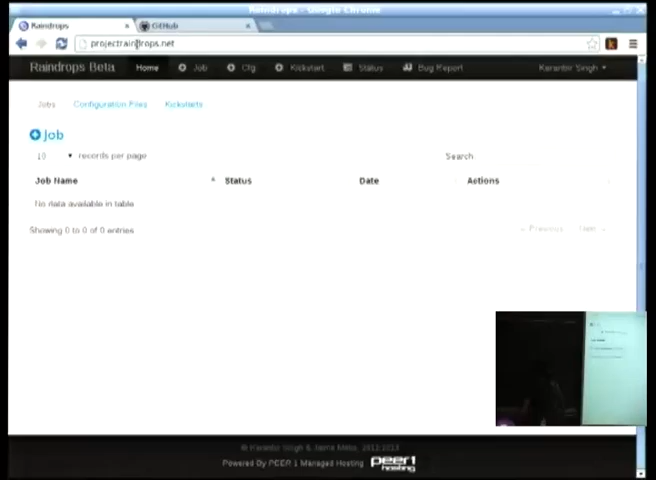 Raindrops - Google Chrome
Raindrops
GitHub
projectraindrops.net
Raindrops Beta Home Job Cfg Kickstart Status Bug Report Karanbir Singh
Jobs Configuration Files Kickstarts
Job
10 records per page Search
Job Name Status Date Actions
No data available in table
Showing 0 to 0 of 0 entries
← Previous Next →
Powered By PEER 1 Managed Hosting peer1 hosting